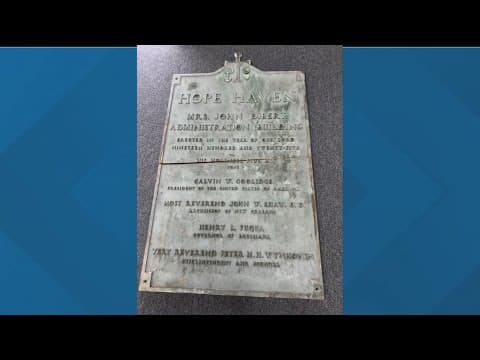 HOPE HAVEN
MRS. JOHN
ADMINISTRATION BUILDING
ERECTED IN THE YEAR OF OUR LORD
NINETEEN HUNDRED AND TWENTY-FIVE
CALVIN COOLIDGE
PRESIDENT OF THE UNITED STATES OF AMERICA
MOST REVEREND JOHN W. SHAW, D. D.
ARCHBISHOP OF NEW ORLEANS
HENRY L. FUQUA
GOVERNOR OF LOUISIANA
VERY REVEREND PETER M. H. WYNHOVEN
SUPERINTENDENT AND